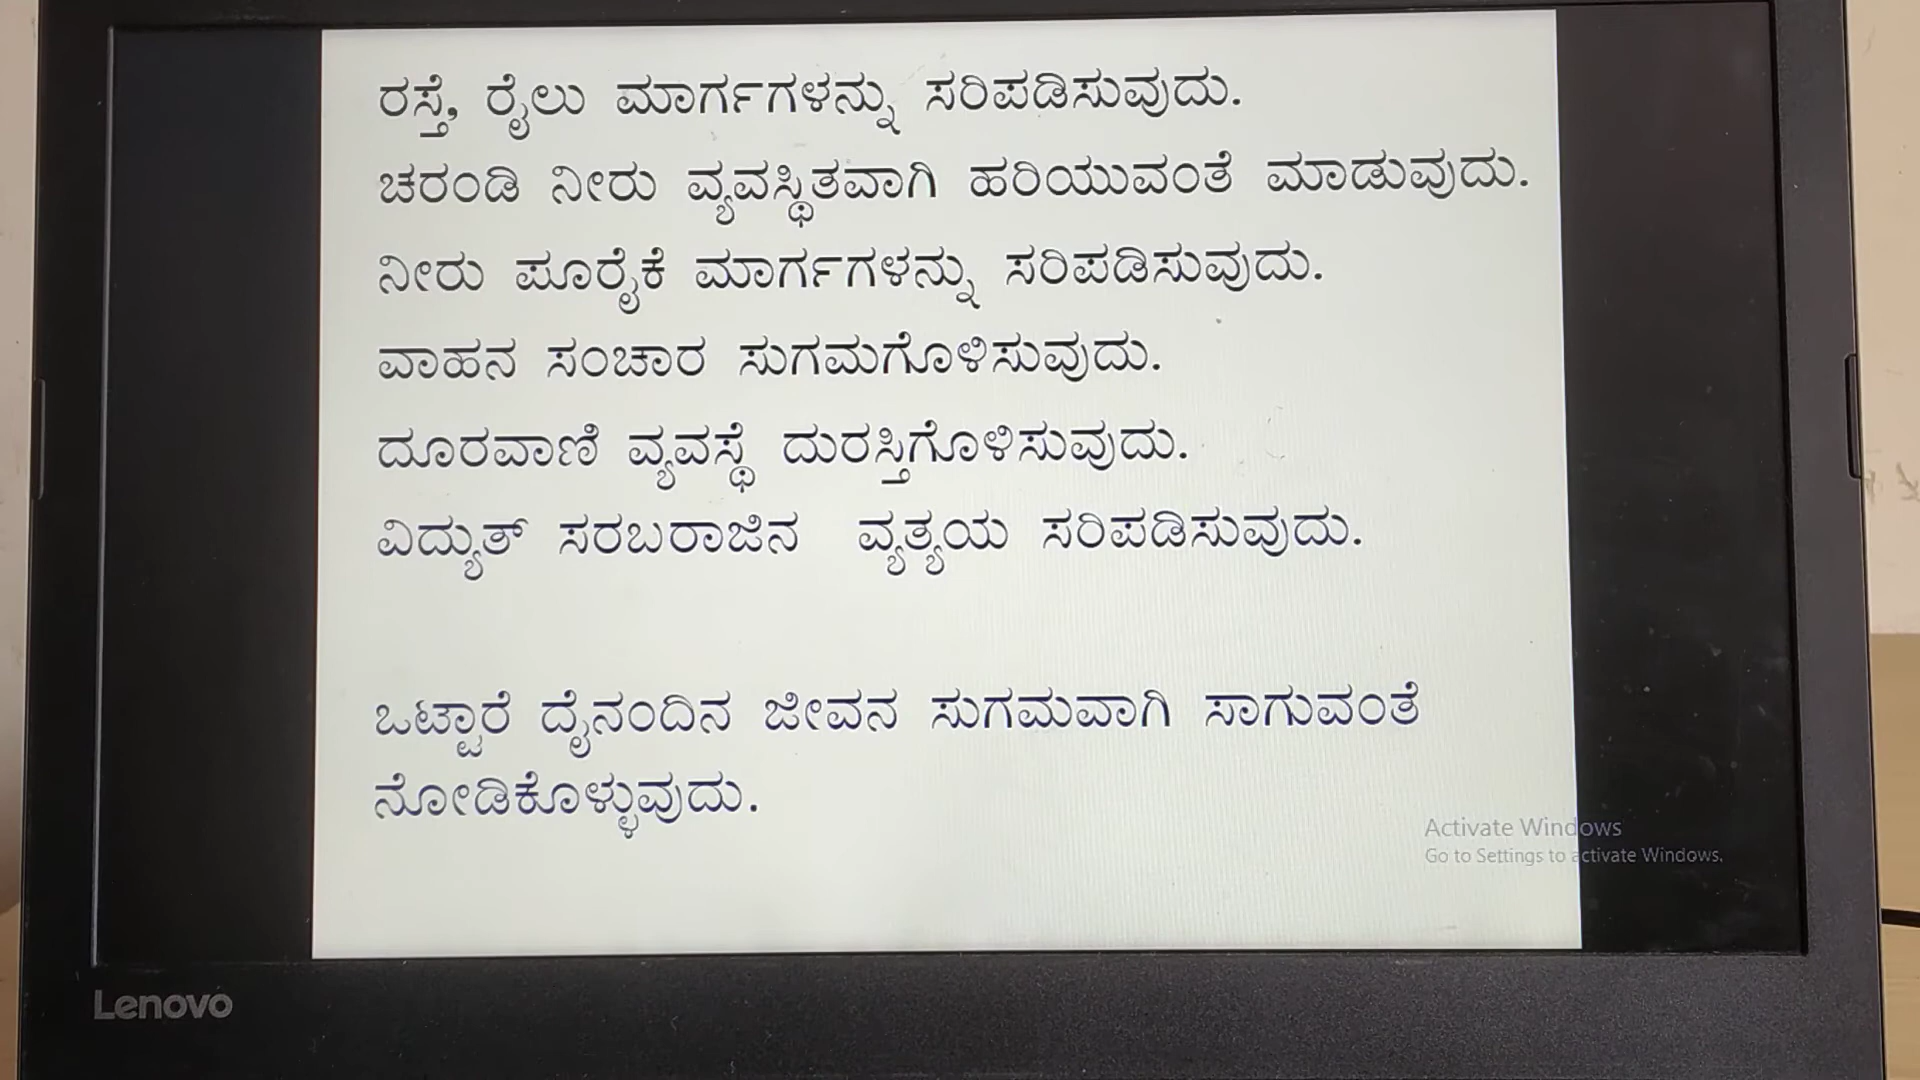 ರಸ್ತೆ, ರೈಲು ಮಾರ್ಗಗಳನ್ನು ಸರಿಪಡಿಸುವುದು.
ಚರಂಡಿ ನೀರು ವ್ಯವಸ್ಥಿತವಾಗಿ ಹರಿಯುವಂತೆ ಮಾಡುವುದು.
ನೀರು ಪೂರೈಕೆ ಮಾರ್ಗಗಳನ್ನು ಸರಿಪಡಿಸುವುದು.
ವಾಹನ ಸಂಚಾರ ಸುಗಮಗೊಳಿಸುವುದು.
ದೂರವಾಣಿ ವ್ಯವಸ್ಥೆ ದುರಸ್ತಿಗೊಳಿಸುವುದು.
ವಿದ್ಯುತ್ ಸರಬರಾಜಿನ ವ್ಯತ್ಯಯ ಸರಿಪಡಿಸುವುದು.
ಒಟ್ಟಾರೆ ದೈನಂದಿನ ಜೀವನ ಸುಗಮವಾಗಿ ಸಾಗುವಂತೆ
ನೋಡಿಕೊಳ್ಳುವುದು.
Activate Windows
Go to Settings to activate Windows.
Lenovo